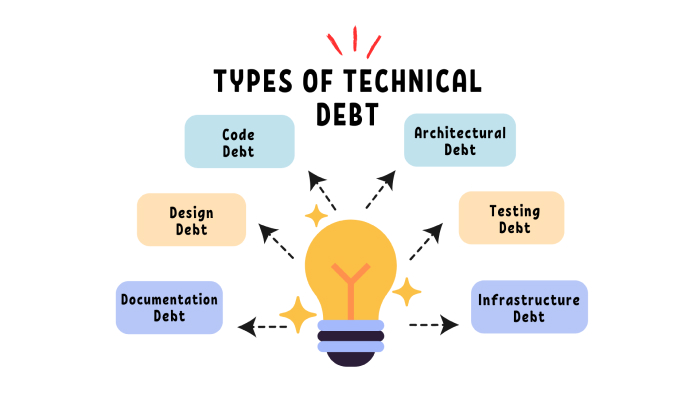 TYPES OF TECHNICAL
DEBT
Code
Debt
Architectural
Debt
Design
Debt
Testing
Debt
Documentation
Debt
Infrastructure
Debt